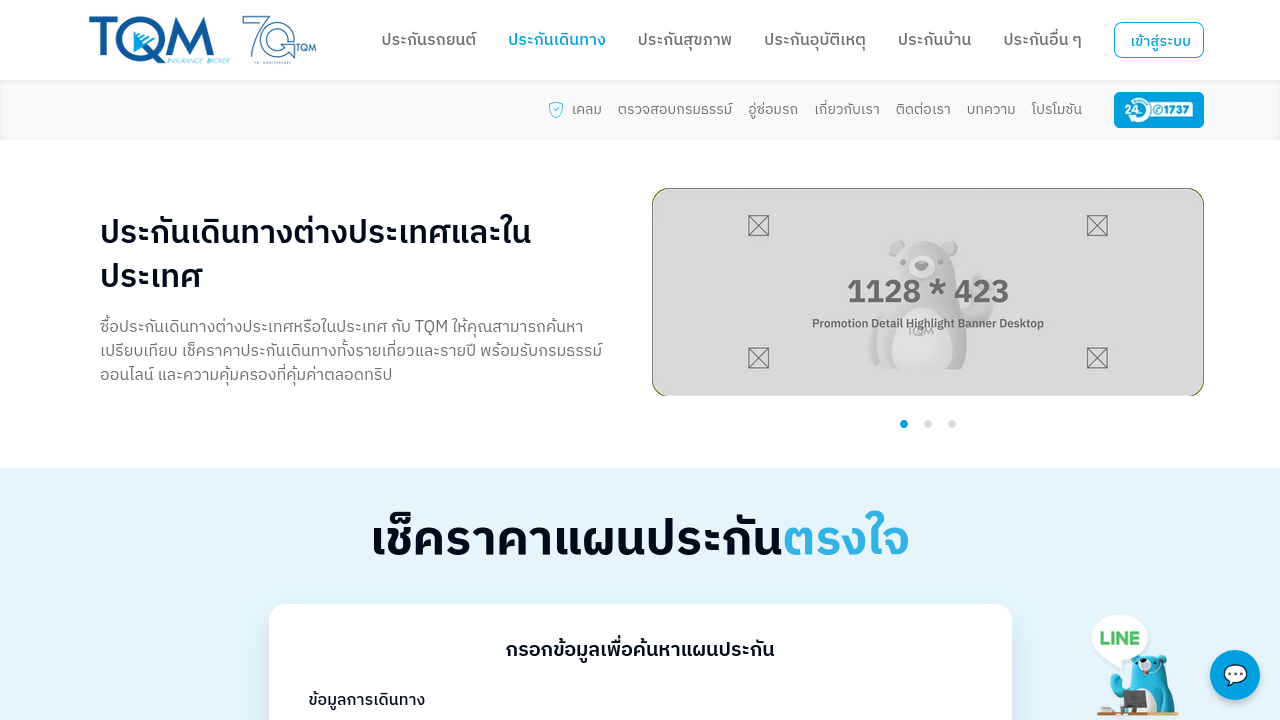 TQM INSURANCE BROKER
70 TQM
70 ANNIVERSARY
ประกันรถยนต์
ประกันเดินทาง
ประกันสุขภาพ
ประกันอุบัติเหตุ
ประกันบ้าน
ประกันอื่น ๆ
เข้าสู่ระบบ
เคลม
ตรวจสอบกรมธรรม์
อู่ซ่อมรถ
เกี่ยวกับเรา
ติดต่อเรา
บทความ
โปรโมชัน
24 1737
ประกันเดินทางต่างประเทศและใน
ประเทศ
ซื้อประกันเดินทางต่างประเทศหรือในประเทศ กับ TQM ให้คุณสามารถค้นหา
เปรียบเทียบ เช็คราคาประกันเดินทางทั้งรายเที่ยวและรายปี พร้อมรับกรมธรรม์
ออนไลน์ และความคุ้มครองที่คุ้มค่าตลอดทริป
1128 * 423
Promotion Detail Highlight Banner Desktop
TQM
เช็คราคาแผนประกันตรงใจ
กรอกข้อมูลเพื่อค้นหาแผนประกัน
ข้อมูลการเดินทาง
LINE